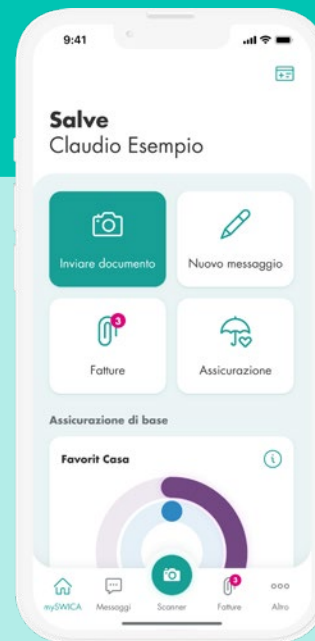 9:41
Salve
Claudio Esempio
Inviare documento
Nuovo messaggio
3
Fatture
Assicurazione
Assicurazione di base
Favorit Casa
mySWICA
Messaggi
Scanner
3
Fatture
Altro